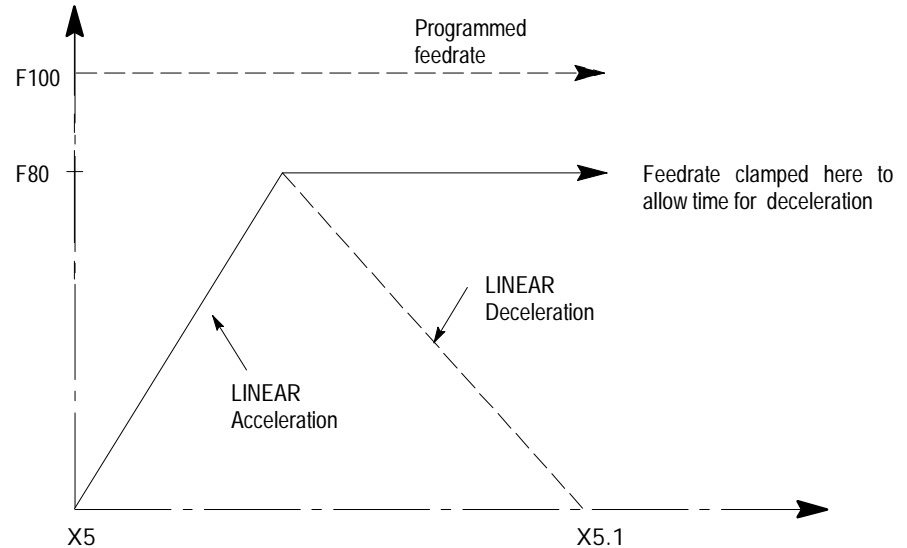 Programmed
feedrate
F100
F80
Feedrate clamped here to
allow time for deceleration
LINEAR
Deceleration
LINEAR
Acceleration
X5
X5.1